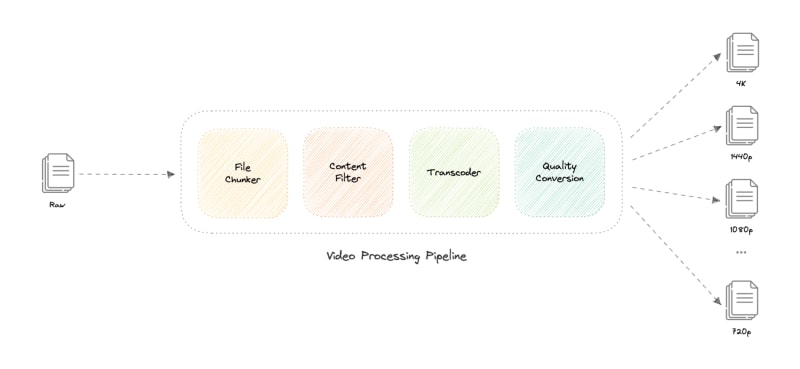 Raw
File
Chunker
Content
Filter
Transcoder
Quality
Conversion
Video Processing Pipeline
4K
1440p
1080p
...
720p